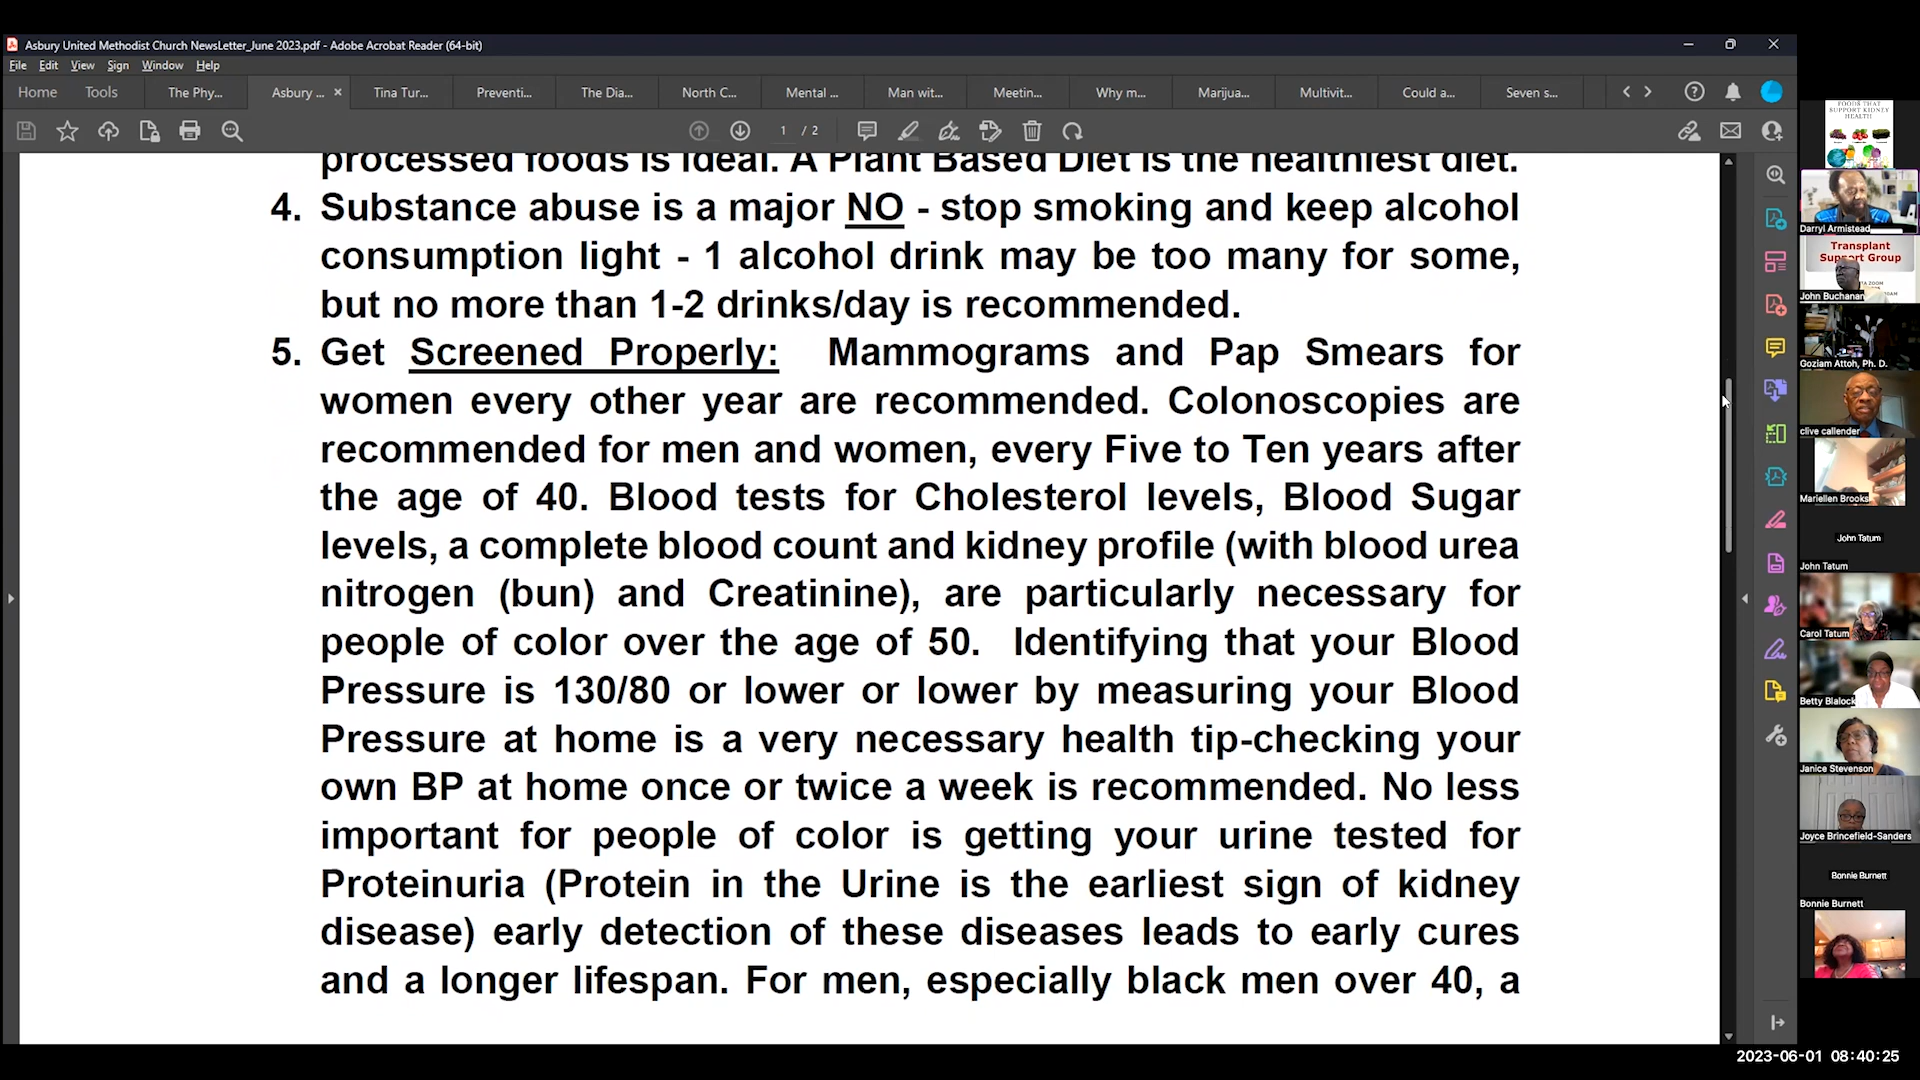 Asbury United Methodist Church NewsLetter_June 2023.pdf - Adobe Acrobat Reader (64-bit)
File Edit View Sign Window Help
Home Tools The Phy... Asbury ... × Tina Tur... Preventi... The Dia... North C... Mental ... Man wit... Meetin... Why m... Marijua... Multivit... Could a... Seven s...
1 / 2
processed foods is ideal. A Plant Based Diet is the healthiest diet.
4. Substance abuse is a major NO - stop smoking and keep alcohol
consumption light - 1 alcohol drink may be too many for some,
but no more than 1-2 drinks/day is recommended.
5. Get Screened Properly: Mammograms and Pap Smears for
women every other year are recommended. Colonoscopies are
recommended for men and women, every Five to Ten years after
the age of 40. Blood tests for Cholesterol levels, Blood Sugar
levels, a complete blood count and kidney profile (with blood urea
nitrogen (bun) and Creatinine), are particularly necessary for
people of color over the age of 50. Identifying that your Blood
Pressure is 130/80 or lower or lower by measuring your Blood
Pressure at home is a very necessary health tip-checking your
own BP at home once or twice a week is recommended. No less
important for people of color is getting your urine tested for
Proteinuria (Protein in the Urine is the earliest sign of kidney
disease) early detection of these diseases leads to early cures
and a longer lifespan. For men, especially black men over 40, a
FOODS THAT
SUPPORT KIDNEY
HEALTH
Darryl Armistead
Transplant
Support Group
ZOOM
John Buchanan
Goziam Attoh, Ph. D.
clive callender
Mariellen Brooks
John Tatum
John Tatum
Carol Tatum
Betty Blalock
Janice Stevenson
Joyce Brincefield-Sanders
Bonnie Burnett
Bonnie Burnett
2023-06-01 08:40:25